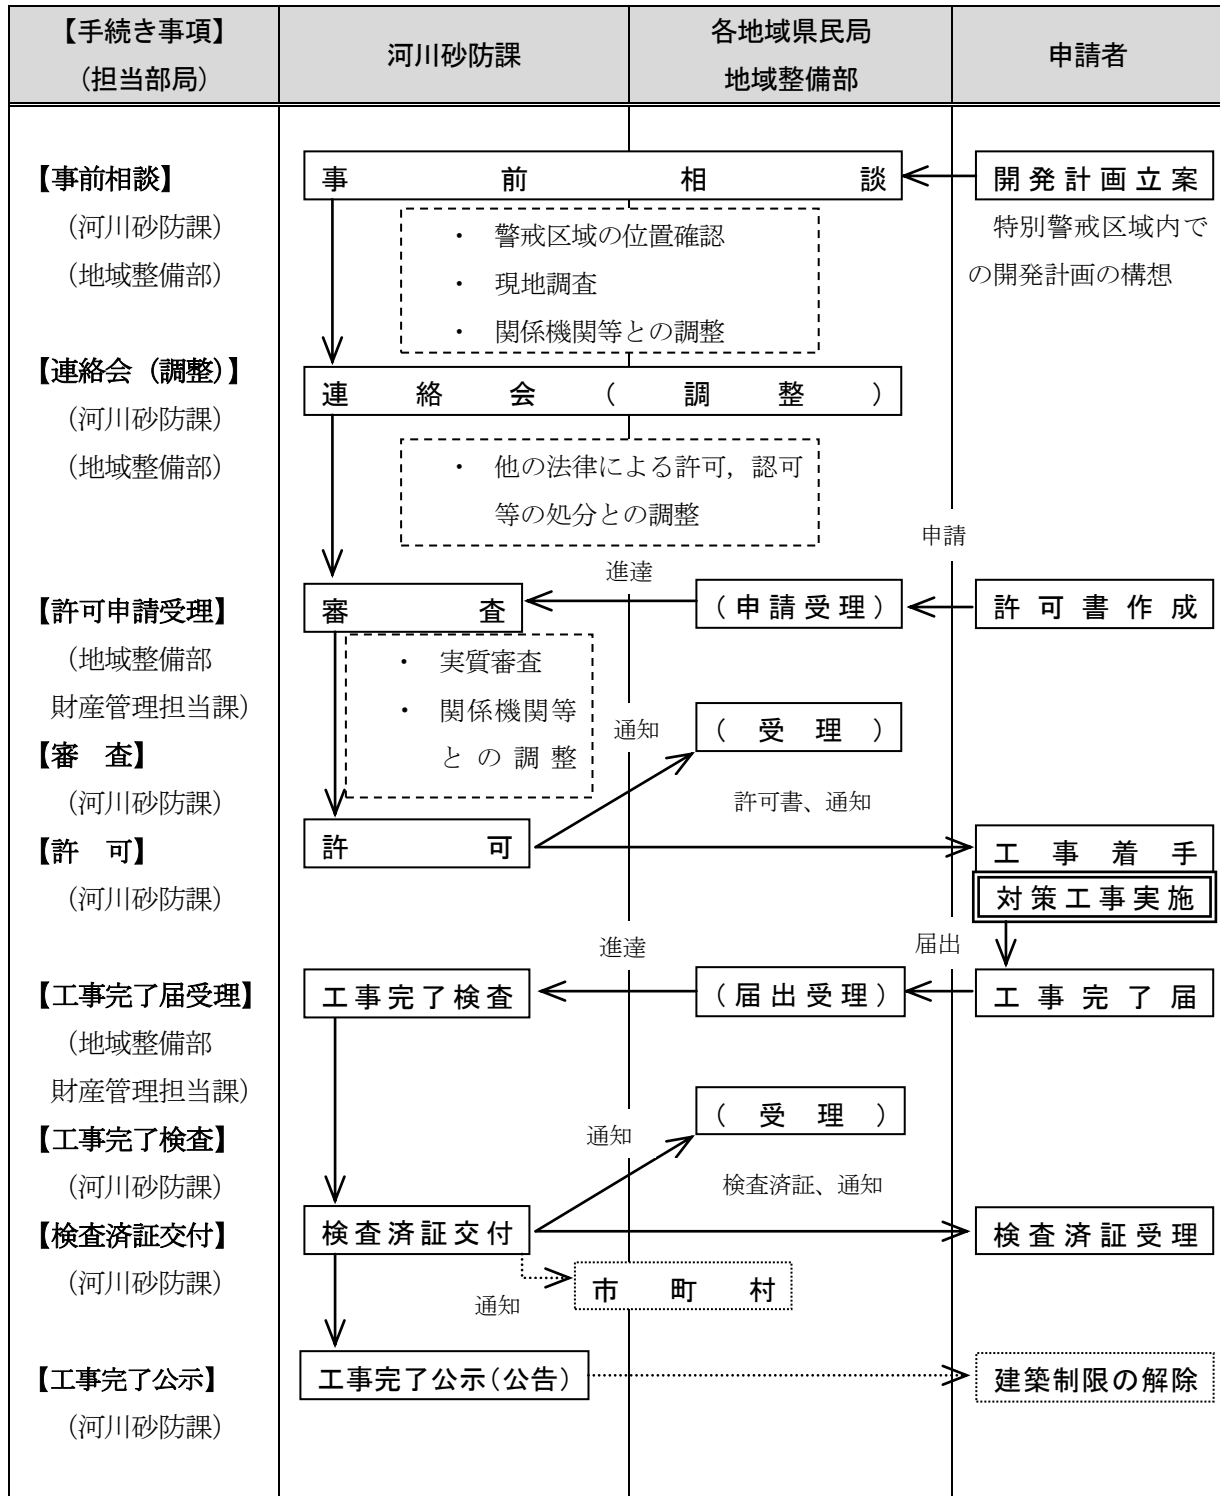 【手続き事項】
（担当部局）
河川砂防課
各地域県民局
地域整備部
申請者
【事前相談】
（河川砂防課）
（地域整備部）
事前相談
開発計画立案
特別警戒区域内で
の開発計画の構想
・ 警戒区域の位置確認
・ 現地調査
・ 関係機関等との調整
【連絡会（調整）】
（河川砂防課）
（地域整備部）
連絡会（調整）
・ 他の法律による許可，認可
等の処分との調整
申請
進達
【許可申請受理】
（地域整備部
財産管理担当課）
審査
（申請受理）
許可書作成
・ 実質審査
・ 関係機関等
との調整
通知
（受理）
【審　査】
（河川砂防課）
許可書、通知
【許　可】
（河川砂防課）
許可
工事着手
対策工事実施
進達
届出
【工事完了届受理】
（地域整備部
財産管理担当課）
工事完了検査
（届出受理）
工事完了届
通知
（受理）
【工事完了検査】
（河川砂防課）
検査済証、通知
【検査済証交付】
（河川砂防課）
検査済証交付
検査済証受理
通知
市町村
【工事完了公示】
（河川砂防課）
工事完了公示（公告）
建築制限の解除